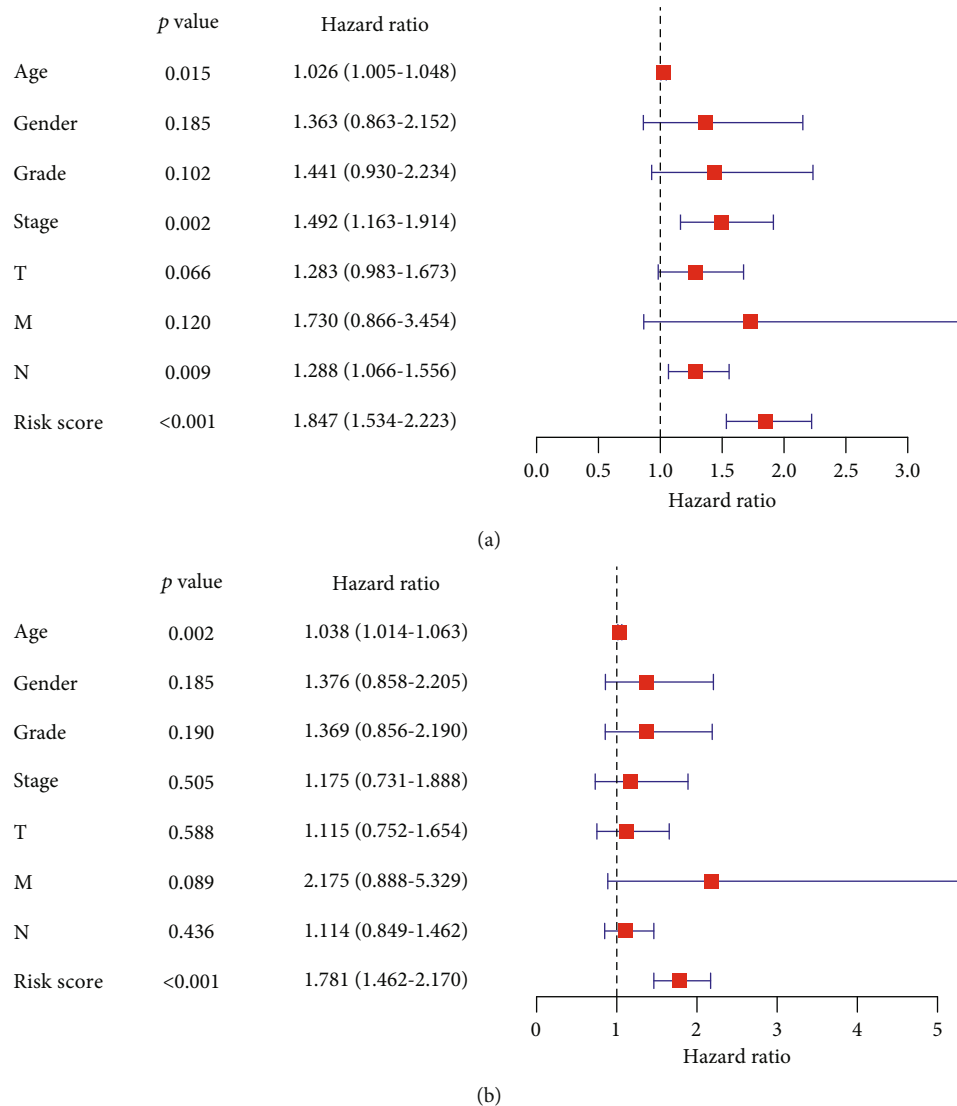 p value Hazard ratio
Age 0.015 1.026 (1.005-1.048)
Gender 0.185 1.363 (0.863-2.152)
Grade 0.102 1.441 (0.930-2.234)
Stage 0.002 1.492 (1.163-1.914)
T 0.066 1.283 (0.983-1.673)
M 0.120 1.730 (0.866-3.454)
N 0.009 1.288 (1.066-1.556)
Risk score <0.001 1.847 (1.534-2.223)
0.0 0.5 1.0 1.5 2.0 2.5 3.0
Hazard ratio
(a)
p value Hazard ratio
Age 0.002 1.038 (1.014-1.063)
Gender 0.185 1.376 (0.858-2.205)
Grade 0.190 1.369 (0.856-2.190)
Stage 0.505 1.175 (0.731-1.888)
T 0.588 1.115 (0.752-1.654)
M 0.089 2.175 (0.888-5.329)
N 0.436 1.114 (0.849-1.462)
Risk score <0.001 1.781 (1.462-2.170)
0 1 2 3 4 5
Hazard ratio
(b)